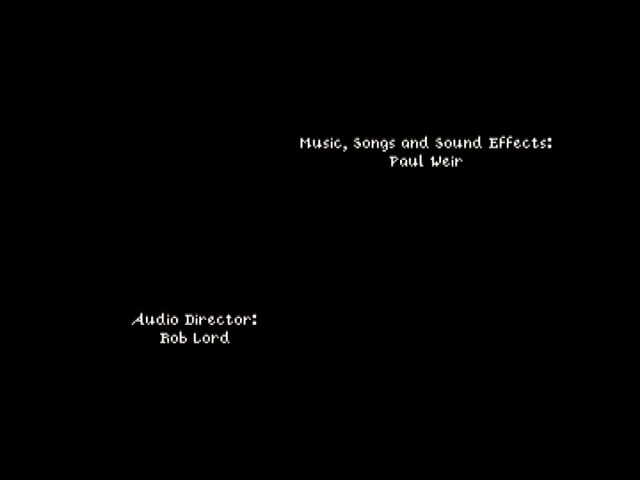 Music, Songs and Sound Effects:
Paul Weir
Audio Director:
Rob Lord